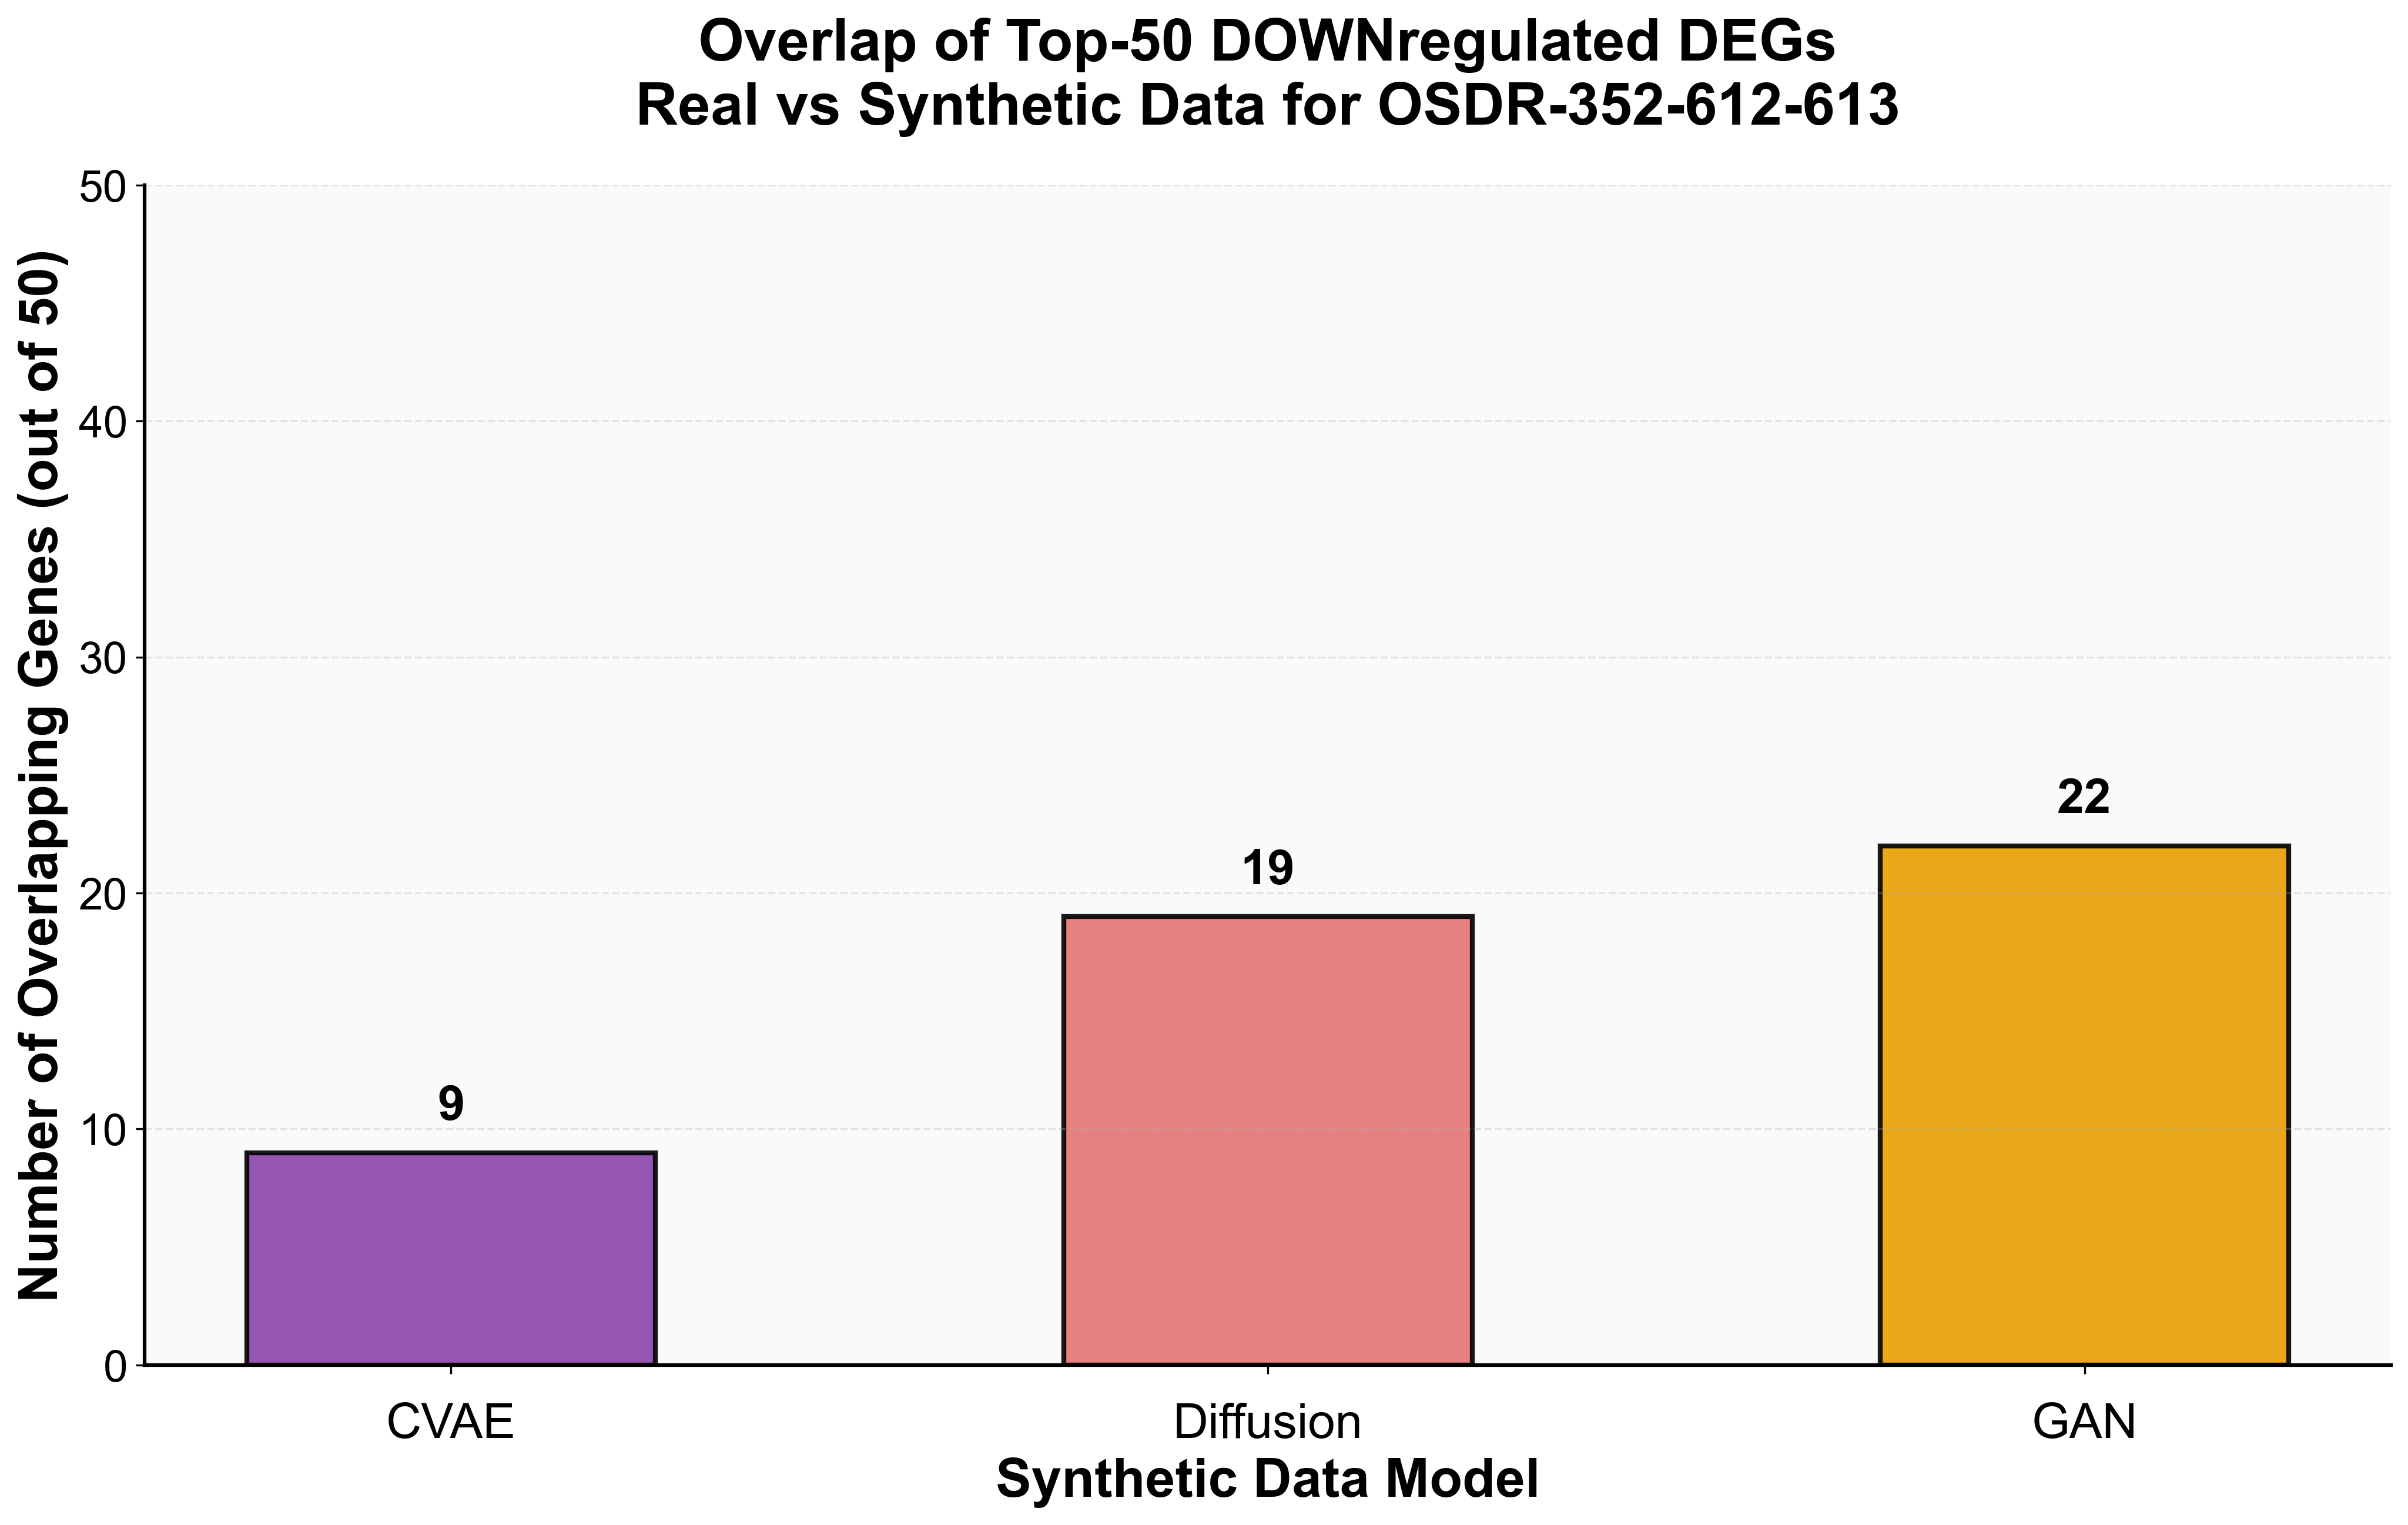 Overlap of Top-50 DOWNregulated DEGs
Real vs Synthetic Data for OSDR-352-612-613
Number of Overlapping Genes (out of 50)
50
40
30
20
10
0
9
19
22
CVAE
Diffusion
GAN
Synthetic Data Model